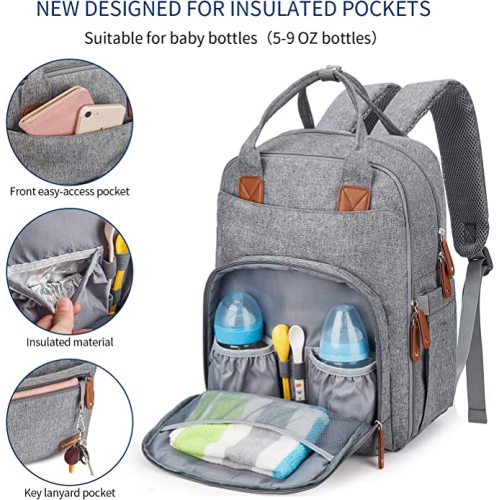 NEW DESIGNED FOR INSULATED POCKETS
Suitable for baby bottles（5-9 OZ bottles）
Front easy-access pocket
Insulated material
Key lanyard pocket